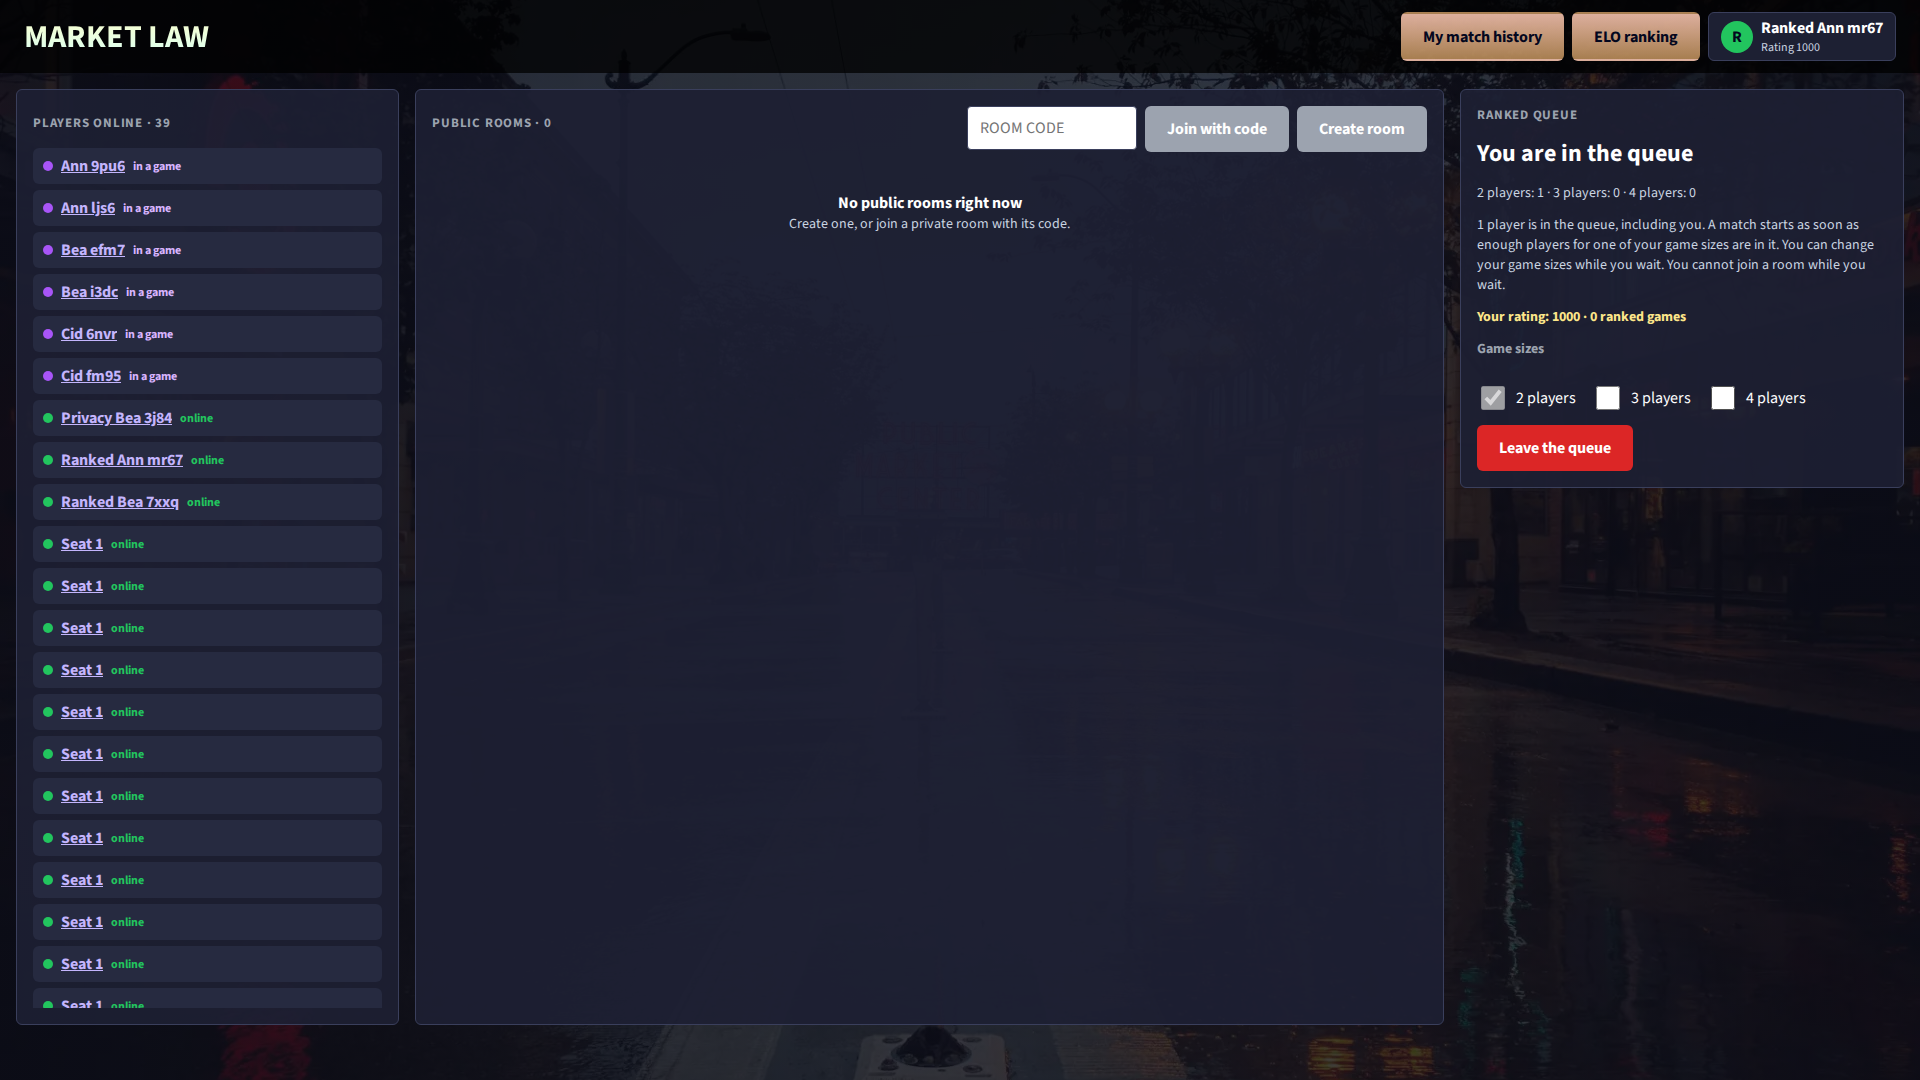 MARKET LAW
My match history
ELO ranking
R
Ranked Ann mr67
Rating 1000
PLAYERS ONLINE · 39
Ann 9pu6 in a game
Ann ljs6 in a game
Bea efm7 in a game
Bea i3dc in a game
Cid 6nvr in a game
Cid fm95 in a game
Privacy Bea 3j84 online
Ranked Ann mr67 online
Ranked Bea 7xxq online
Seat 1 online
Seat 1 online
Seat 1 online
Seat 1 online
Seat 1 online
Seat 1 online
Seat 1 online
Seat 1 online
Seat 1 online
Seat 1 online
Seat 1 online
Seat 1 online
PUBLIC ROOMS · 0
ROOM CODE
Join with code
Create room
No public rooms right now
Create one, or join a private room with its code.
RANKED QUEUE
You are in the queue
2 players: 1 · 3 players: 0 · 4 players: 0
1 player is in the queue, including you. A match starts as soon as
enough players for one of your game sizes are in it. You can change
your game sizes while you wait. You cannot join a room while you
wait.
Your rating: 1000 · 0 ranked games
Game sizes
2 players
3 players
4 players
Leave the queue